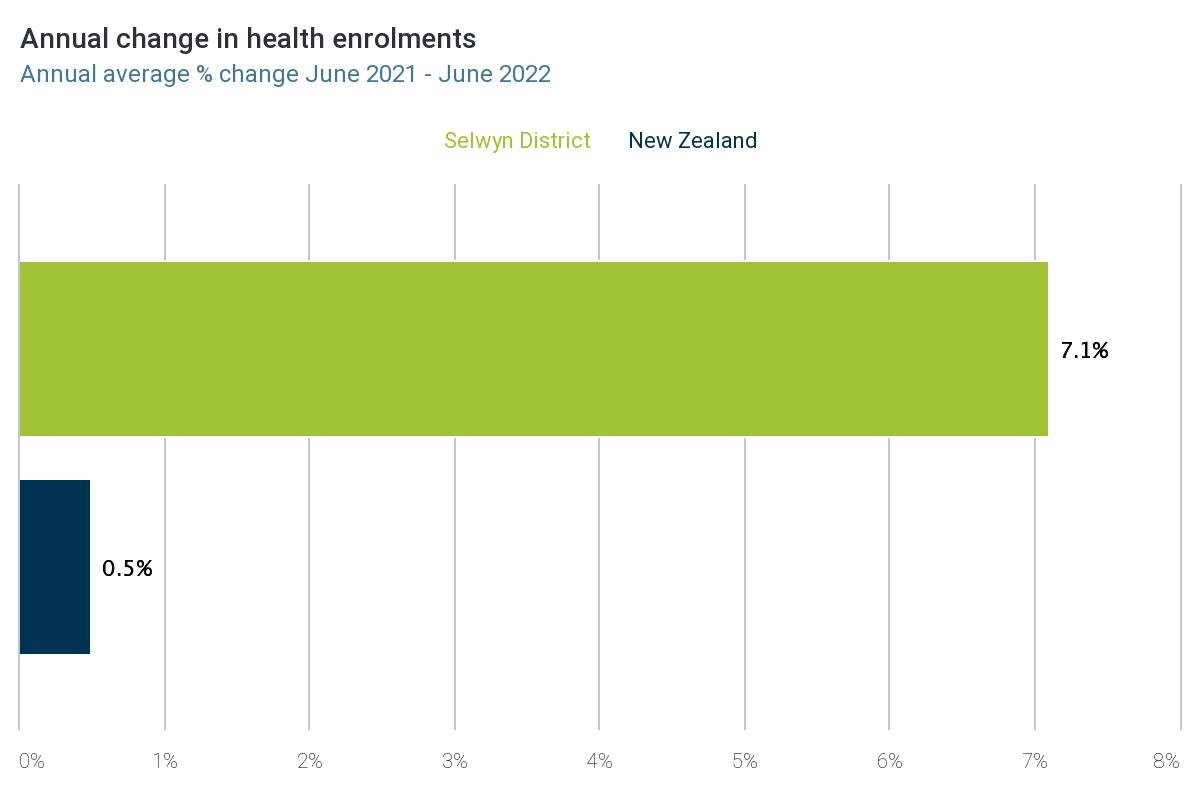 Annual change in health enrolments
Annual average % change June 2021 - June 2022
Selwyn District New Zealand
7.1%
0.5%
0% 1% 2% 3% 4% 5% 6% 7% 8%